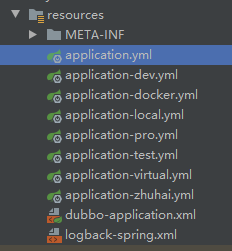 resources
META-INF
application.yml
application-dev.yml
application-docker.yml
application-local.yml
application-pro.yml
application-test.yml
application-virtual.yml
application-zhuhai.yml
dubbo-application.xml
logback-spring.xml